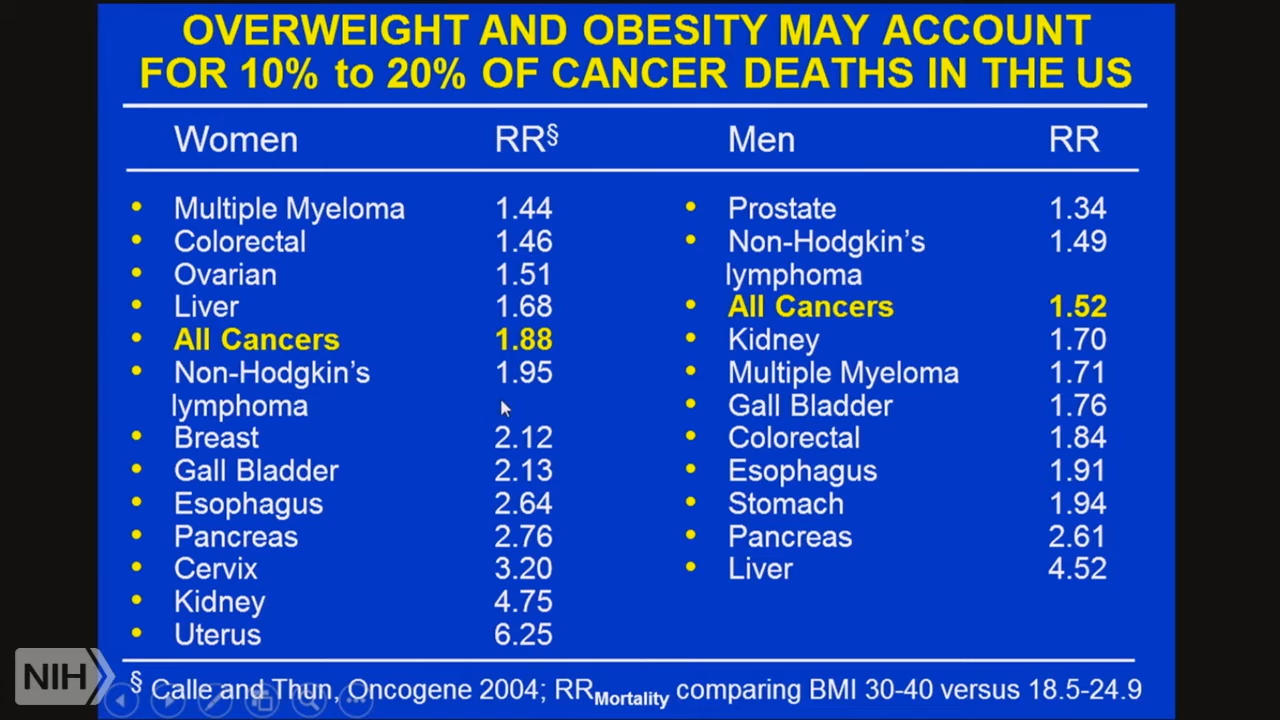 OVERWEIGHT AND OBESITY MAY ACCOUNT
FOR 10% to 20% OF CANCER DEATHS IN THE US
Women RR§ Men RR
• Multiple Myeloma 1.44 • Prostate 1.34
• Colorectal 1.46 • Non-Hodgkin's 1.49
• Ovarian 1.51 lymphoma
• Liver 1.68 • All Cancers 1.52
• All Cancers 1.88 • Kidney 1.70
• Non-Hodgkin's 1.95 • Multiple Myeloma 1.71
lymphoma • Gall Bladder 1.76
• Breast 2.12 • Colorectal 1.84
• Gall Bladder 2.13 • Esophagus 1.91
• Esophagus 2.64 • Stomach 1.94
• Pancreas 2.76 • Pancreas 2.61
• Cervix 3.20 • Liver 4.52
• Kidney 4.75
• Uterus 6.25
NIH
§ Calle and Thun, Oncogene 2004; RRMortality comparing BMI 30-40 versus 18.5-24.9